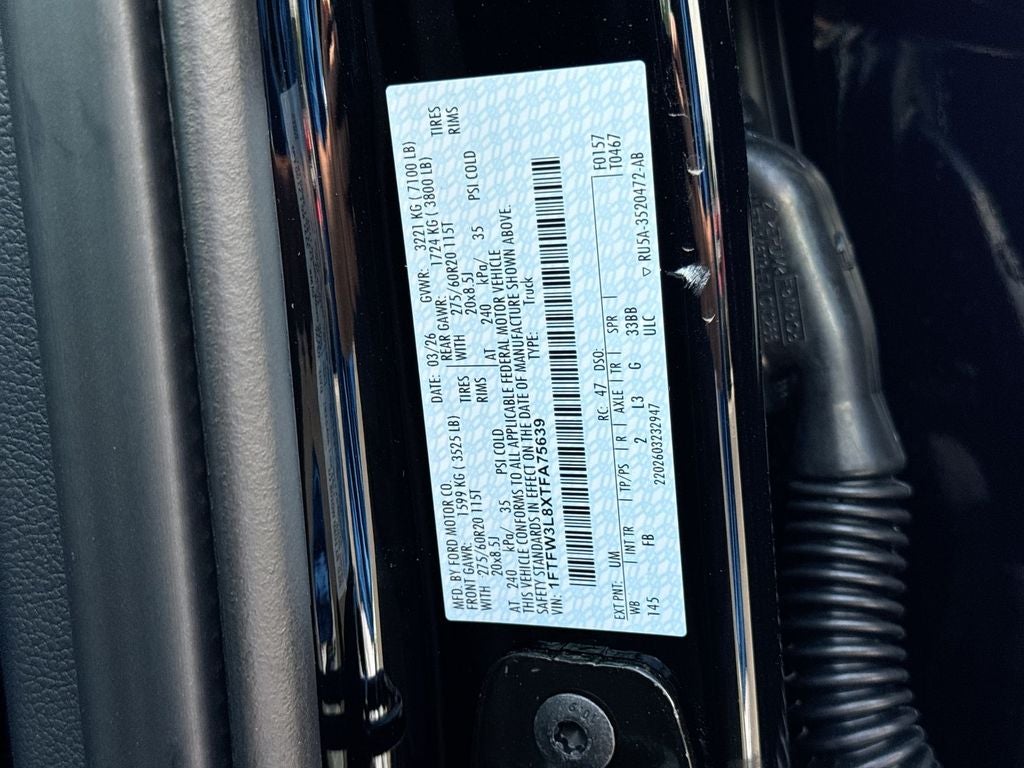 MFD. BY FORD MOTOR CO. DATE: 03/26 GVWR: 3221 KG ( 7100 LB)
FRONT GAWR: 1599 KG ( 3525 LB) REAR GAWR: 1724 KG ( 3800 LB)
WITH 275/60R20 115T TIRES WITH 275/60R20 115T TIRES
20x8.5J RIMS 20x8.5J RIMS
AT 240 kPa/ 35 PSI COLD AT 240 kPa/ 35 PSI COLD
THIS VEHICLE CONFORMS TO ALL APPLICABLE FEDERAL MOTOR VEHICLE
SAFETY STANDARDS IN EFFECT ON THE DATE OF MANUFACTURE SHOWN ABOVE.
VIN: 1FTFW3L8XTFA75639 TYPE: Truck
EXT PNT: UM RC: 47 DSO: F0157
WB INT TR TP/PS R AXLE TR SPR T0467
145 FB 2 L3 G 33BB
2202603232947 ULC ▽ RU5A-3520472-AB